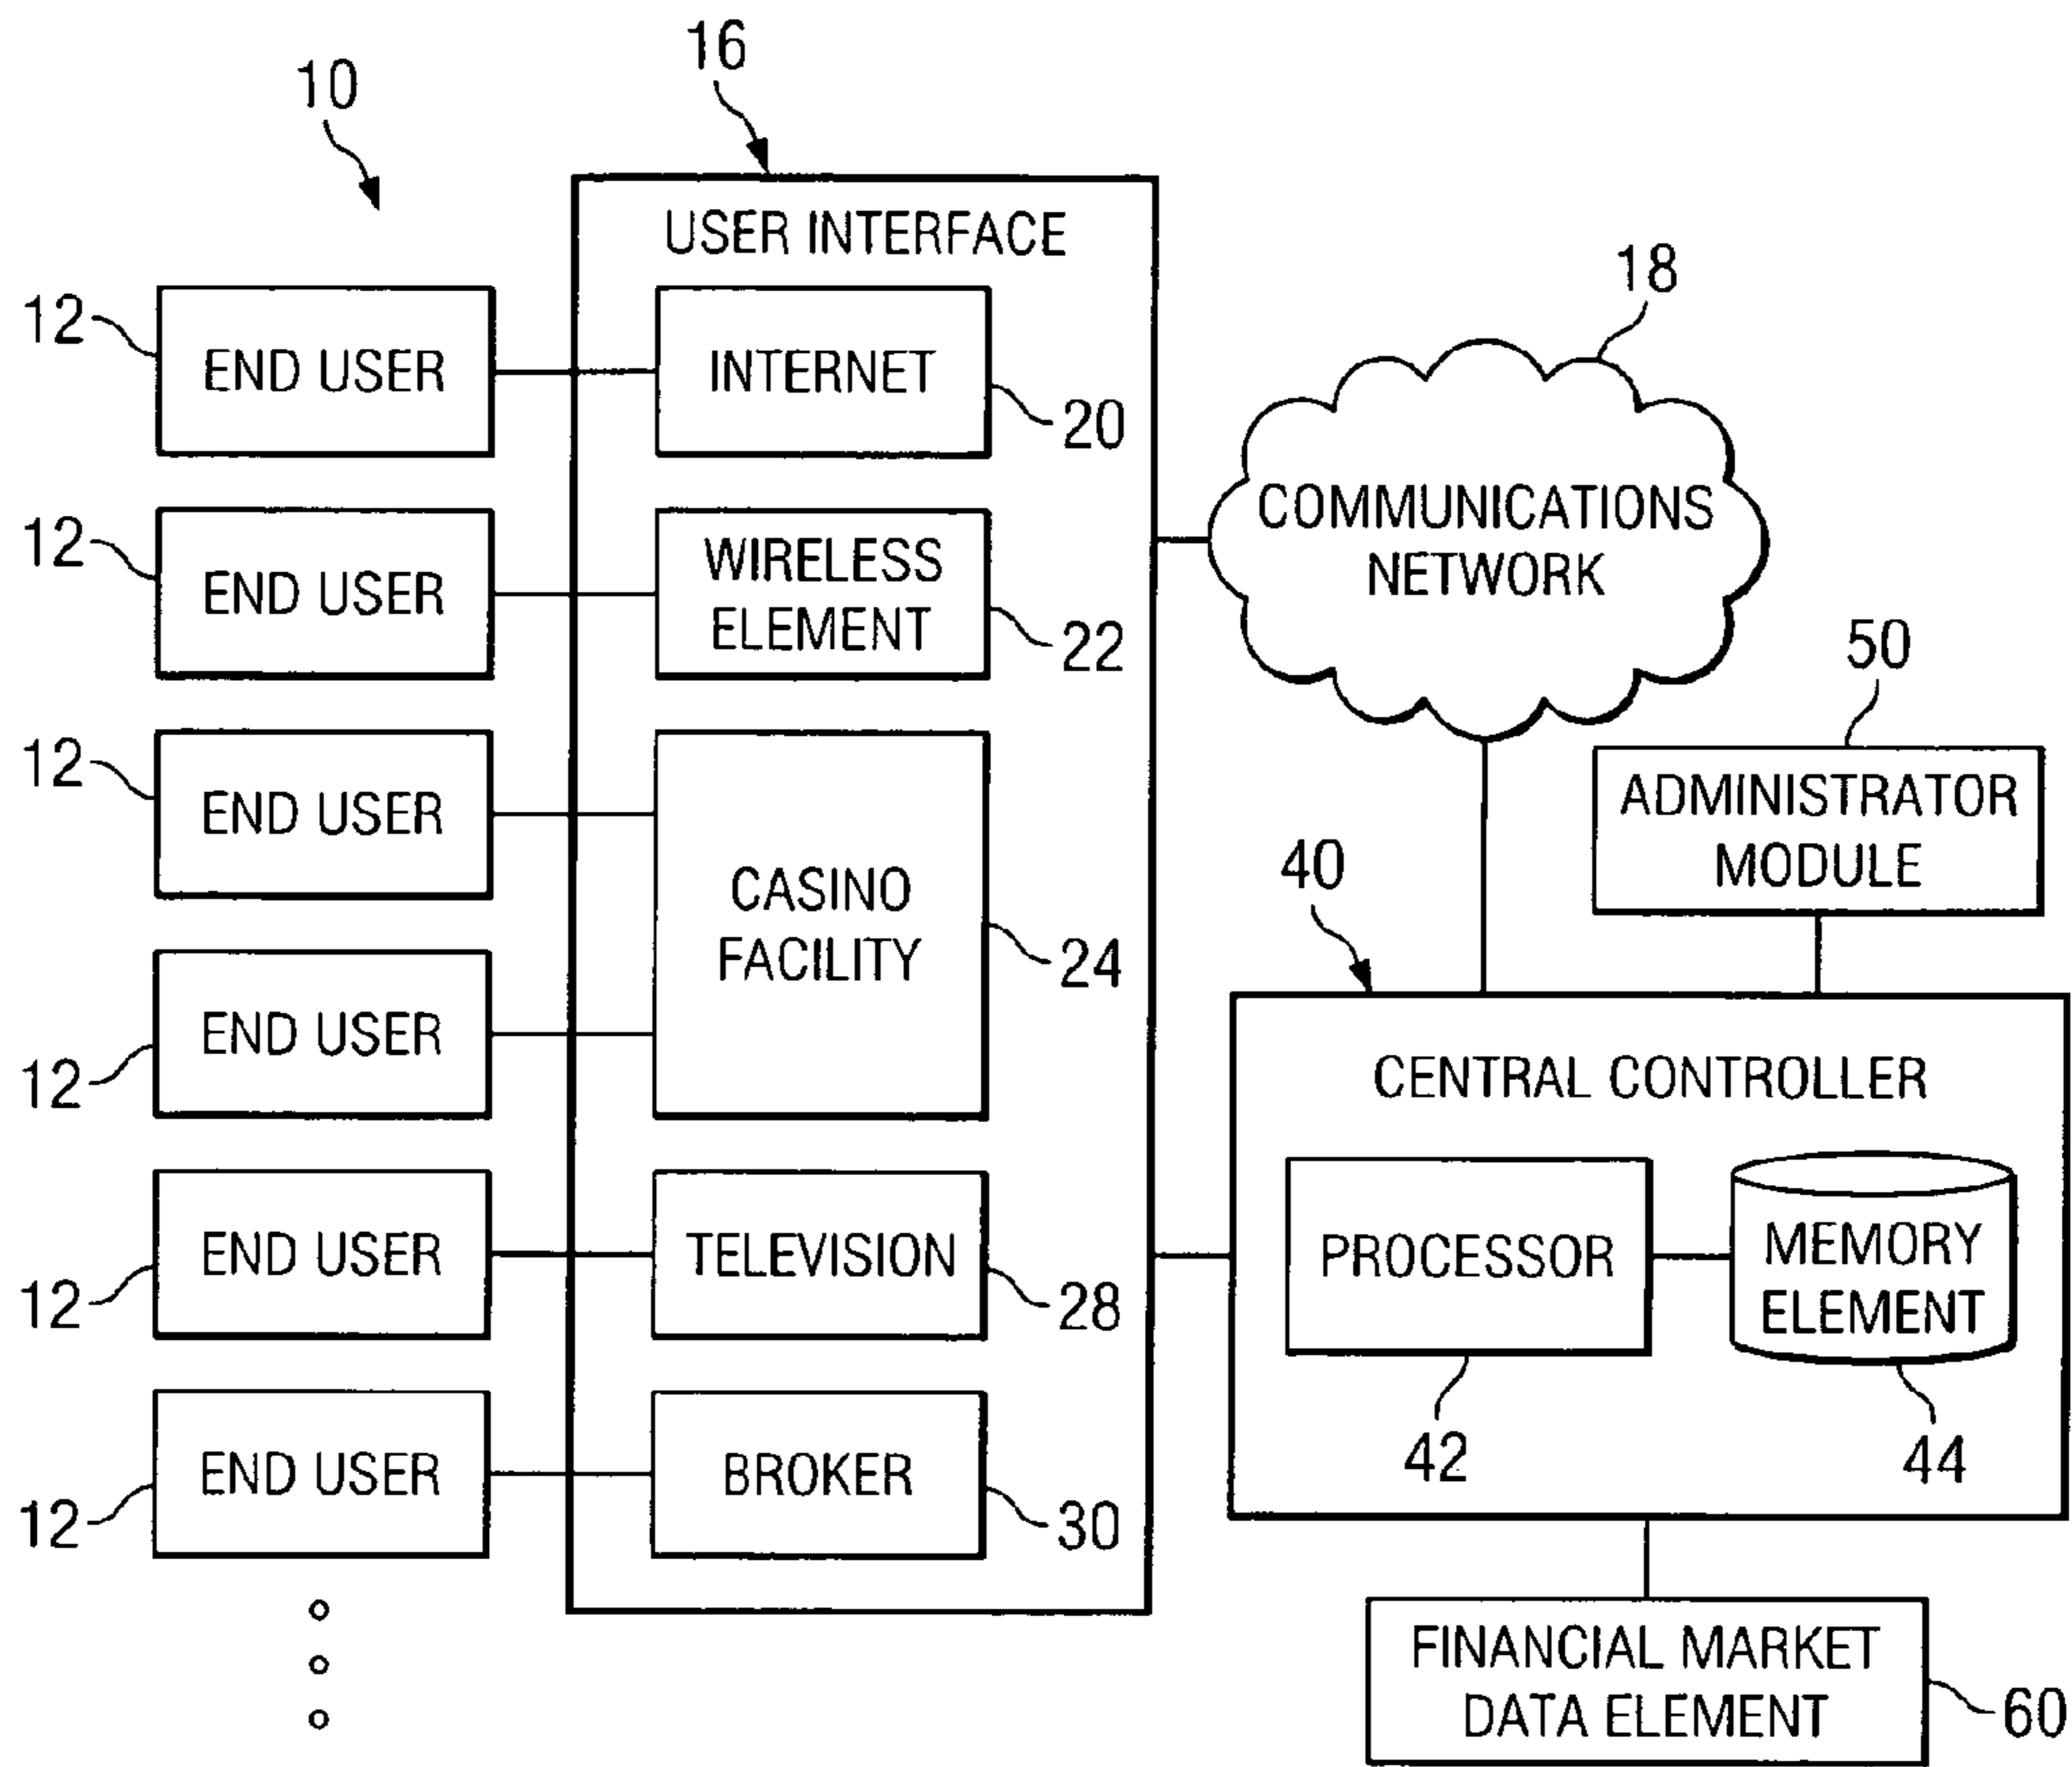 10
16
USER INTERFACE
12
END USER
INTERNET
20
18
12
END USER
WIRELESS
ELEMENT
22
COMMUNICATIONS
NETWORK
50
ADMINISTRATOR
MODULE
12
END USER
CASINO
FACILITY
24
40
12
END USER
CENTRAL CONTROLLER
PROCESSOR
42
MEMORY
ELEMENT
44
12
END USER
TELEVISION
28
12
END USER
BROKER
30
FINANCIAL MARKET
DATA ELEMENT
60